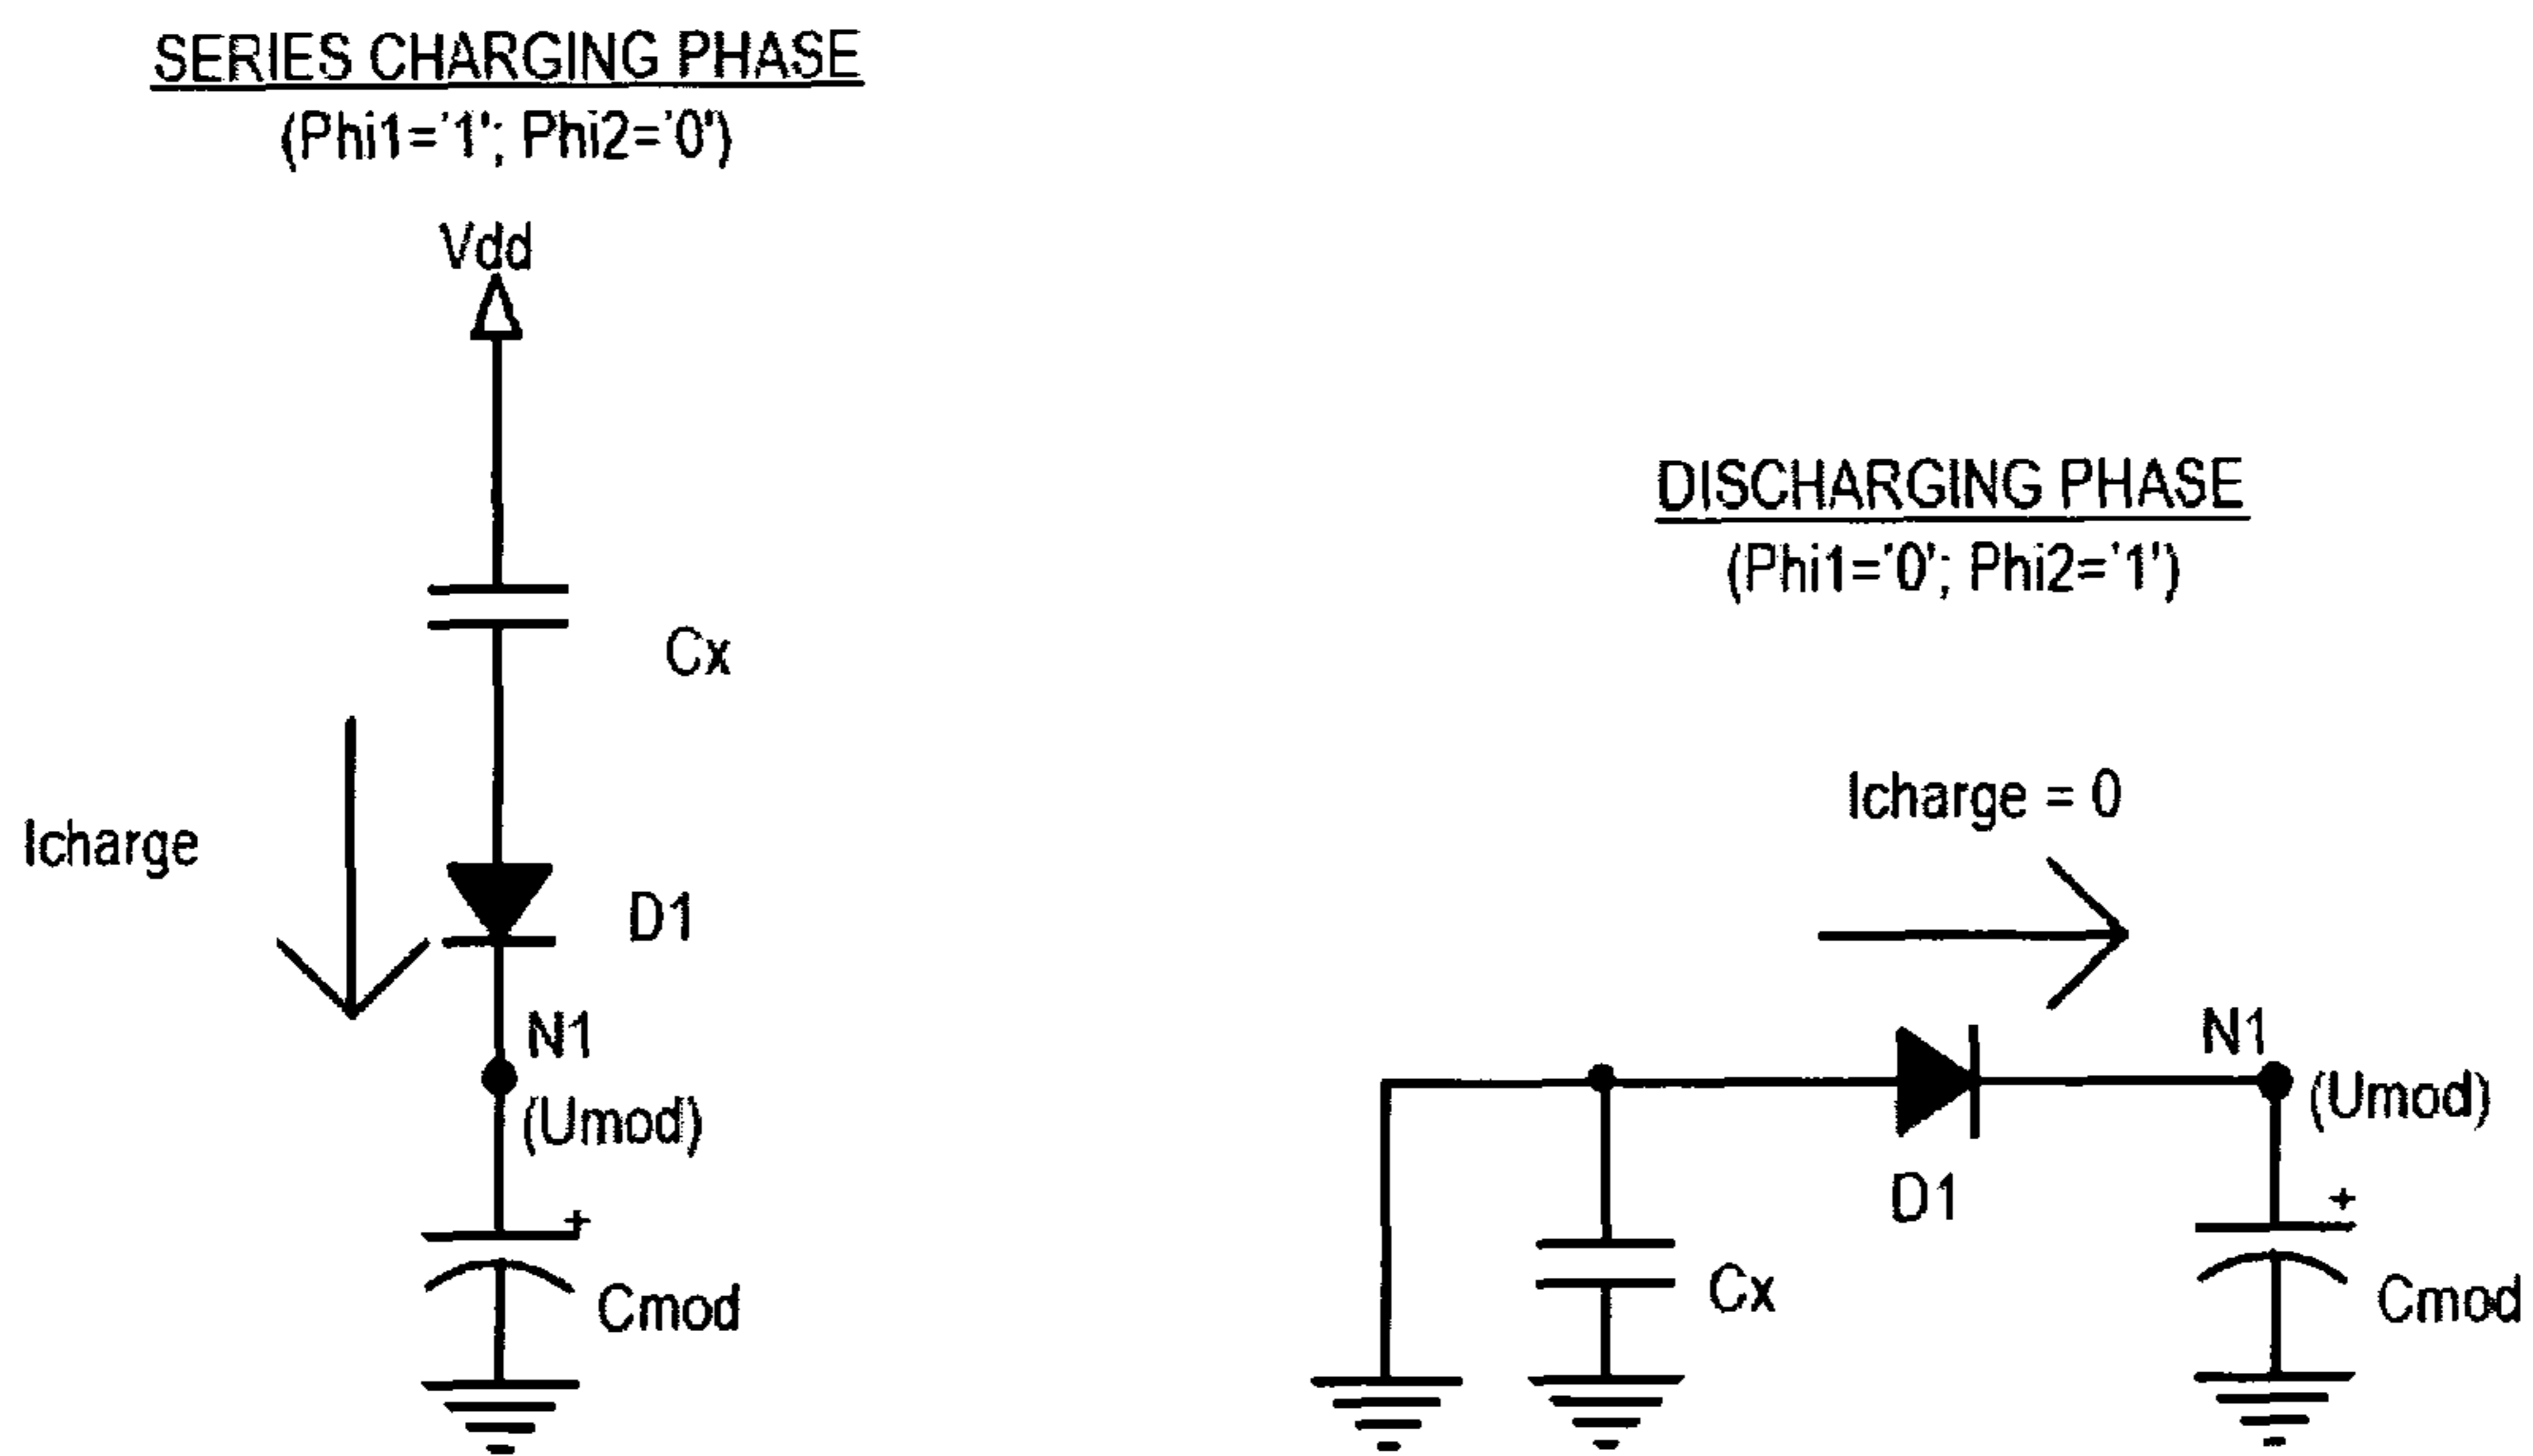 SERIES CHARGING PHASE
(Phi1='1'; Phi2='0')
Vdd
Cx
Icharge
D1
N1
(Umod)
+
Cmod
DISCHARGING PHASE
(Phi1='0'; Phi2='1')
Icharge = 0
N1
(Umod)
D1
+
Cx
Cmod